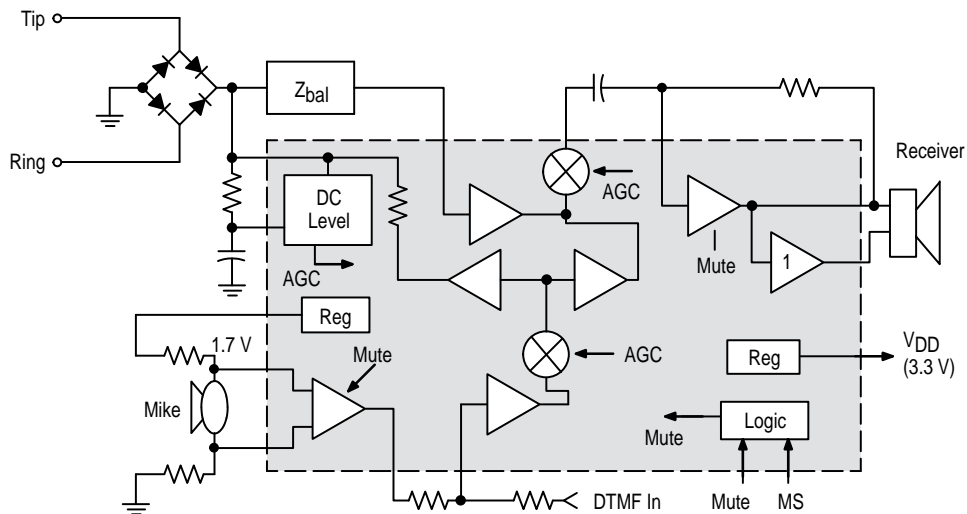 Tip
Ring
Zbal
Receiver
AGC
DC
Level
Mute
1
AGC
Reg
1.7 V
Mute
AGC
Reg
VDD
(3.3 V)
Mike
Mute
Logic
Mute
MS
DTMF In